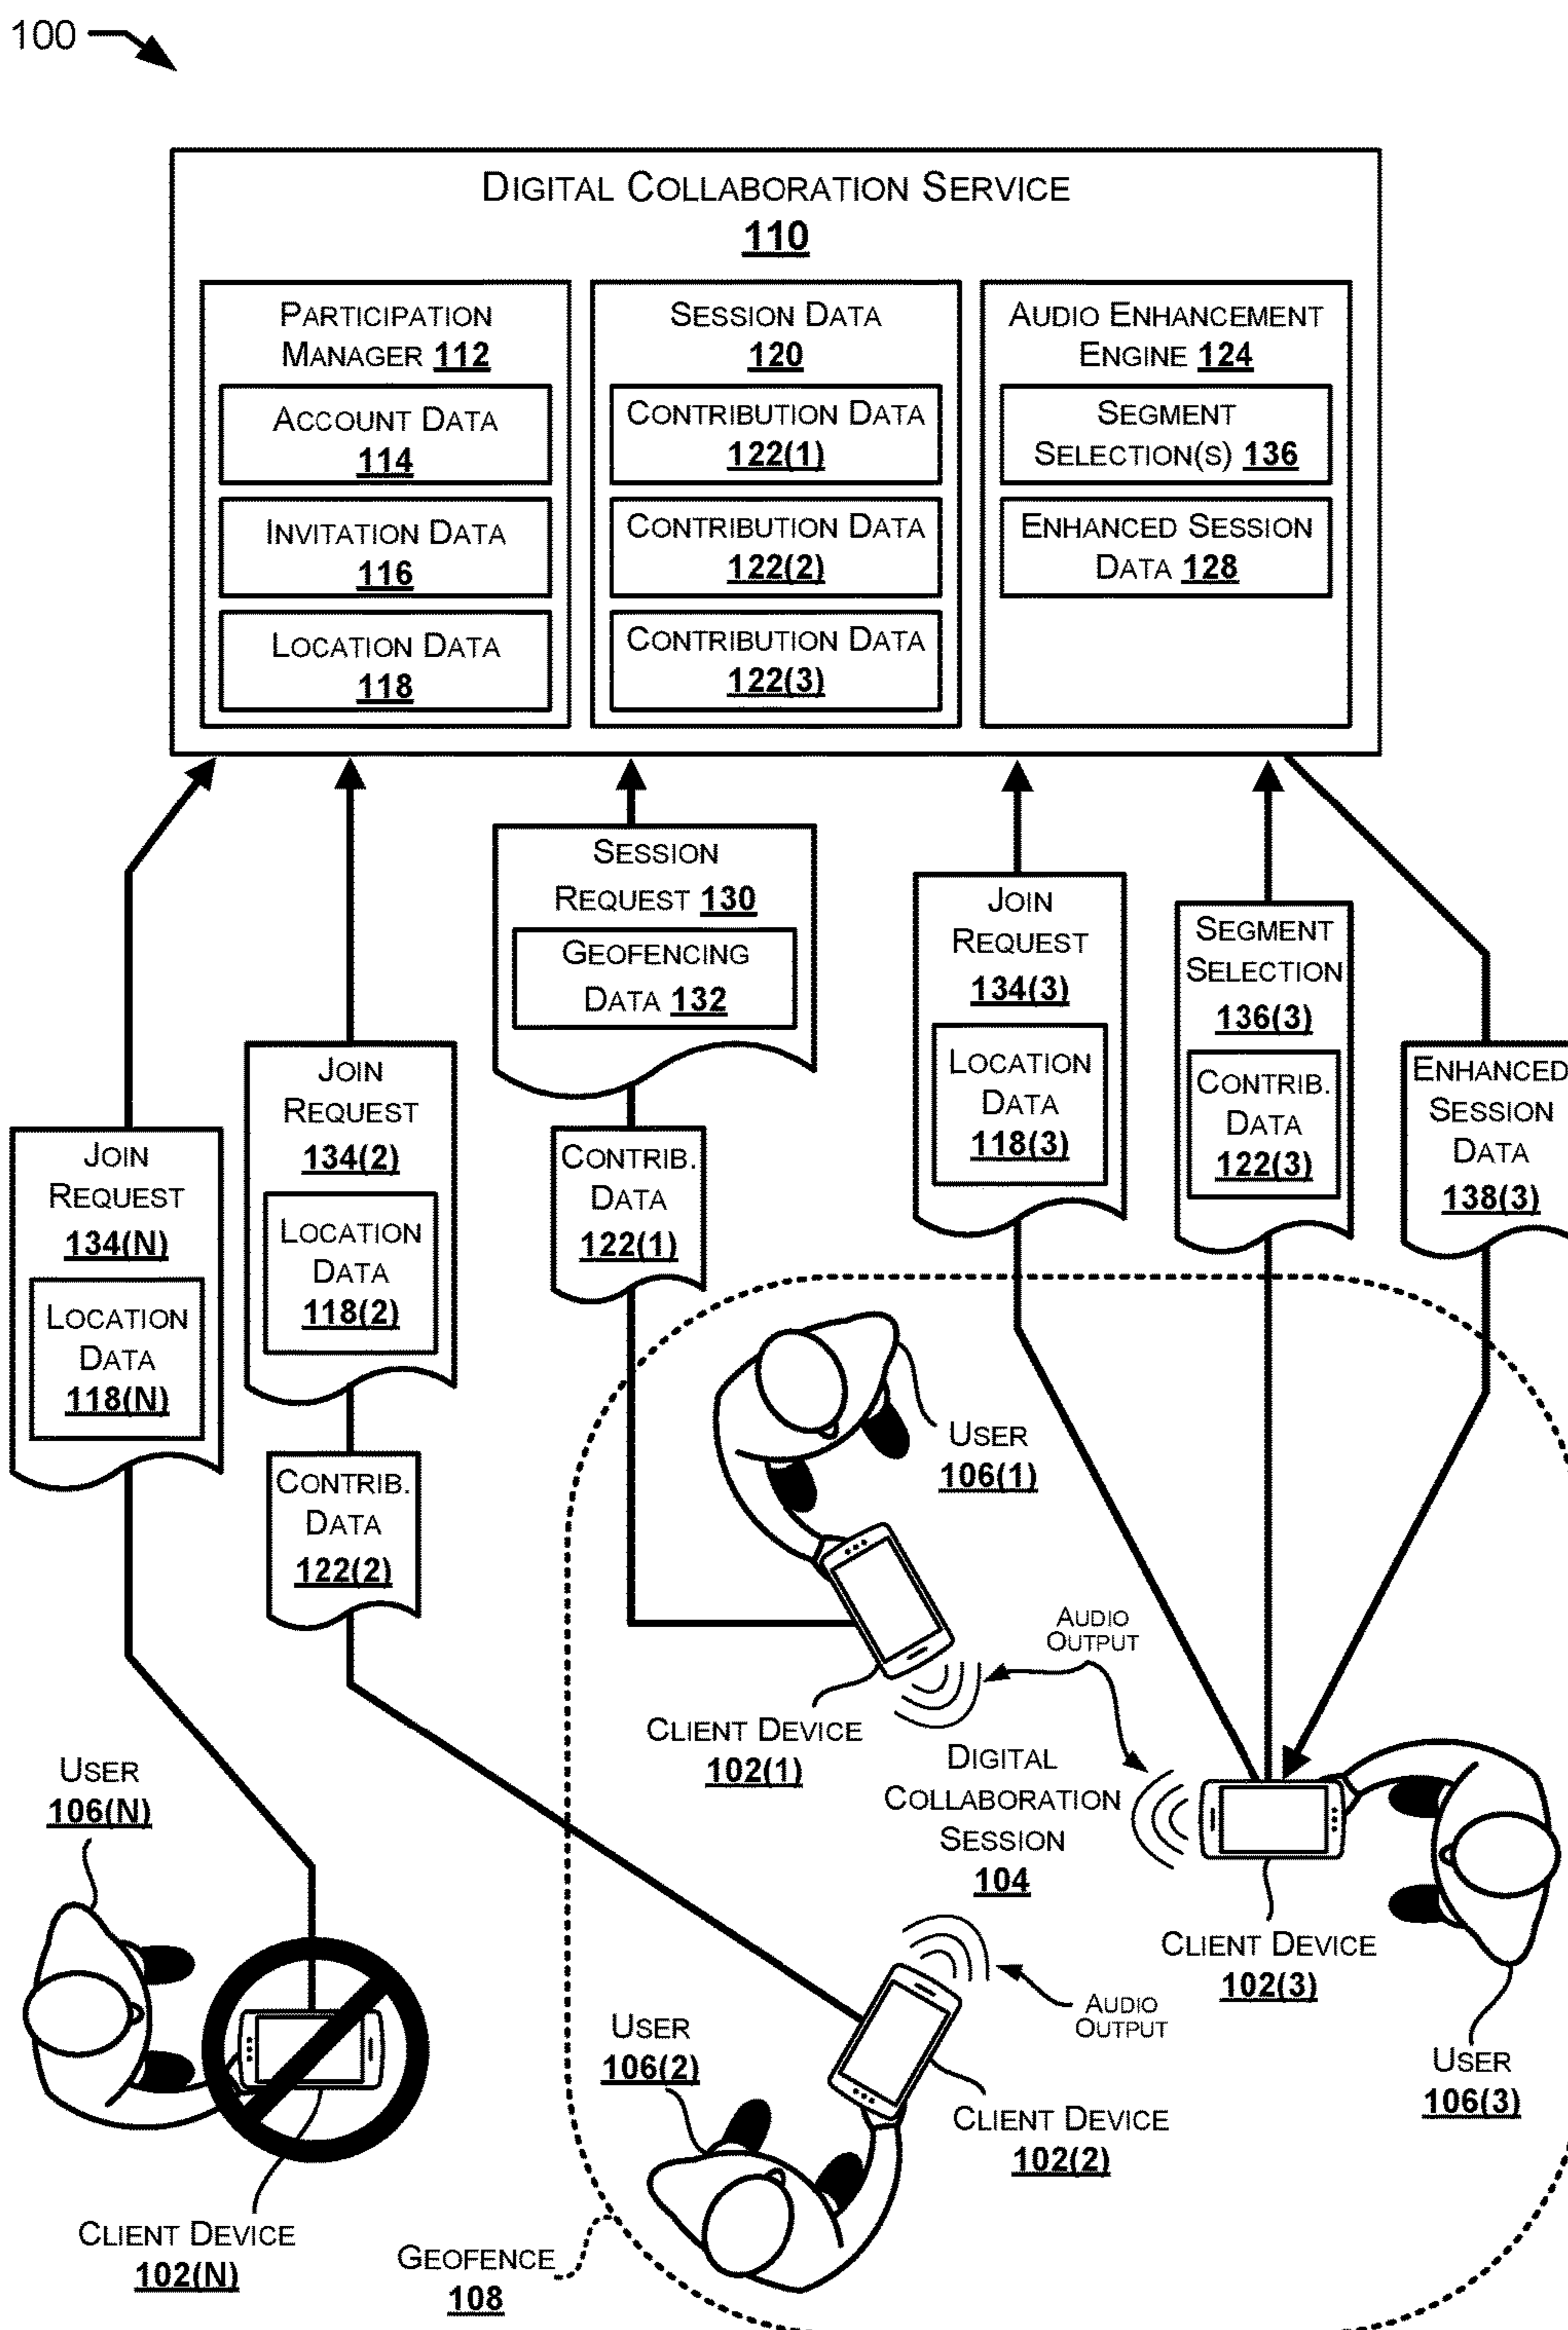 100
DIGITAL COLLABORATION SERVICE
110
PARTICIPATION
MANAGER 112
ACCOUNT DATA
114
INVITATION DATA
116
LOCATION DATA
118
SESSION DATA
120
CONTRIBUTION DATA
122(1)
CONTRIBUTION DATA
122(2)
CONTRIBUTION DATA
122(3)
AUDIO ENHANCEMENT
ENGINE 124
SEGMENT
SELECTION(S) 136
ENHANCED SESSION
DATA 128
JOIN
REQUEST
134(N)
LOCATION
DATA
118(N)
JOIN
REQUEST
134(2)
LOCATION
DATA
118(2)
CONTRIB.
DATA
122(2)
SESSION
REQUEST 130
GEOFENCING
DATA 132
CONTRIB.
DATA
122(1)
JOIN
REQUEST
134(3)
LOCATION
DATA
118(3)
SEGMENT
SELECTION
136(3)
CONTRIB.
DATA
122(3)
ENHANCED
SESSION
DATA
138(3)
USER
106(1)
AUDIO
OUTPUT
CLIENT DEVICE
102(1)
DIGITAL
COLLABORATION
SESSION
104
USER
106(N)
CLIENT DEVICE
102(3)
AUDIO
OUTPUT
USER
106(2)
USER
106(3)
CLIENT DEVICE
102(2)
CLIENT DEVICE
102(N)
GEOFENCE
108